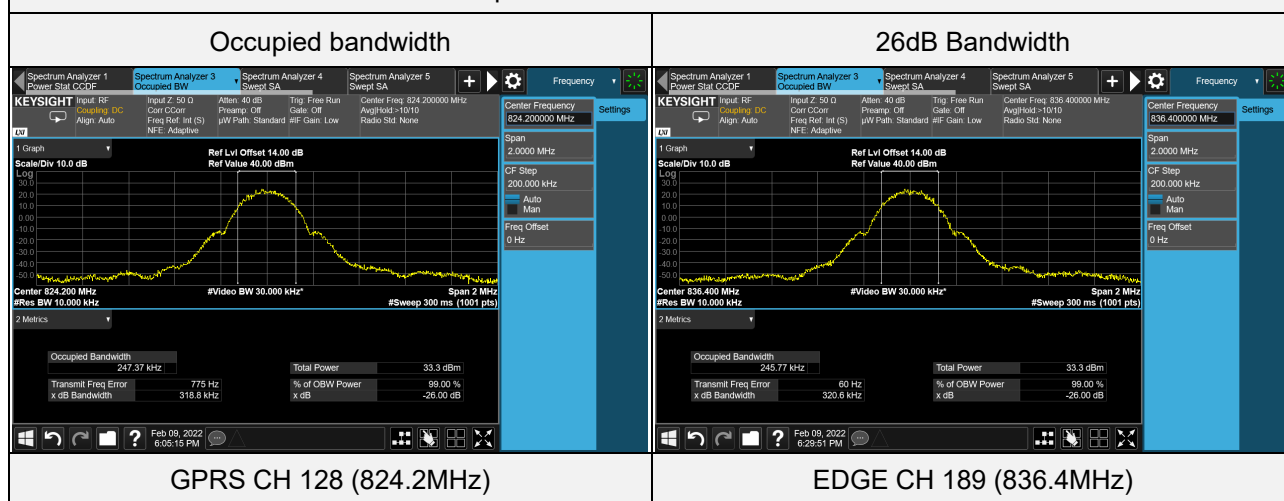 Occupied bandwidth
26dB Bandwidth
Spectrum Analyzer 1
Power Stat CCDF
Spectrum Analyzer 3
Occupied BW
Spectrum Analyzer 4
Swept SA
Spectrum Analyzer 5
Swept SA
Frequency
KEYSIGHT
Input: RF
Coupling: DC
Align: Auto
Input Z: 50 Ω
Corr CCorr
Freq Ref: Int (S)
NFE: Adaptive
Atten: 40 dB
Preamp: Off
µW Path: Standard
Trig: Free Run
Gate: Off
#IF Gain: Low
Center Freq: 824.200000 MHz
Avg|Hold:>10/10
Radio Std: None
LXI
Center Frequency
824.200000 MHz
Settings
Span
2.0000 MHz
CF Step
200.000 kHz
Auto
Man
Freq Offset
0 Hz
1 Graph
Scale/Div 10.0 dB
Ref Lvl Offset 14.00 dB
Ref Value 40.00 dBm
Log
30.0
20.0
10.0
0.00
-10.0
-20.0
-30.0
-40.0
-50.0
Center 824.200 MHz
#Res BW 10.000 kHz
#Video BW 30.000 kHz*
Span 2 MHz
#Sweep 300 ms (1001 pts)
2 Metrics
Occupied Bandwidth
247.37 kHz
Total Power 33.3 dBm
Transmit Freq Error 775 Hz
% of OBW Power 99.00 %
x dB Bandwidth 318.8 kHz
x dB -26.00 dB
Feb 09, 2022
6:05:15 PM
Spectrum Analyzer 1
Power Stat CCDF
Spectrum Analyzer 3
Occupied BW
Spectrum Analyzer 4
Swept SA
Spectrum Analyzer 5
Swept SA
Frequency
KEYSIGHT
Input: RF
Coupling: DC
Align: Auto
Input Z: 50 Ω
Corr CCorr
Freq Ref: Int (S)
NFE: Adaptive
Atten: 40 dB
Preamp: Off
µW Path: Standard
Trig: Free Run
Gate: Off
#IF Gain: Low
Center Freq: 836.400000 MHz
Avg|Hold:>10/10
Radio Std: None
LXI
Center Frequency
836.400000 MHz
Settings
Span
2.0000 MHz
CF Step
200.000 kHz
Auto
Man
Freq Offset
0 Hz
1 Graph
Scale/Div 10.0 dB
Ref Lvl Offset 14.00 dB
Ref Value 40.00 dBm
Log
30.0
20.0
10.0
0.00
-10.0
-20.0
-30.0
-40.0
-50.0
Center 836.400 MHz
#Res BW 10.000 kHz
#Video BW 30.000 kHz*
Span 2 MHz
#Sweep 300 ms (1001 pts)
2 Metrics
Occupied Bandwidth
245.77 kHz
Total Power 33.3 dBm
Transmit Freq Error 60 Hz
% of OBW Power 99.00 %
x dB Bandwidth 320.6 kHz
x dB -26.00 dB
Feb 09, 2022
6:29:51 PM
GPRS CH 128 (824.2MHz)
EDGE CH 189 (836.4MHz)